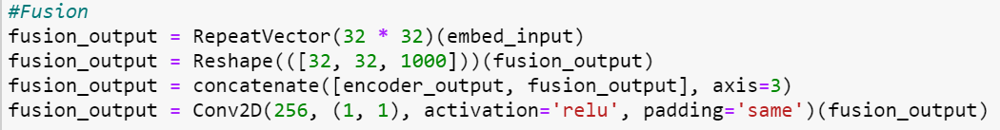 #Fusion
fusion_output = RepeatVector(32 * 32)(embed_input)
fusion_output = Reshape(([32, 32, 1000]))(fusion_output)
fusion_output = concatenate([encoder_output, fusion_output], axis=3)
fusion_output = Conv2D(256, (1, 1), activation='relu', padding='same')(fusion_output)